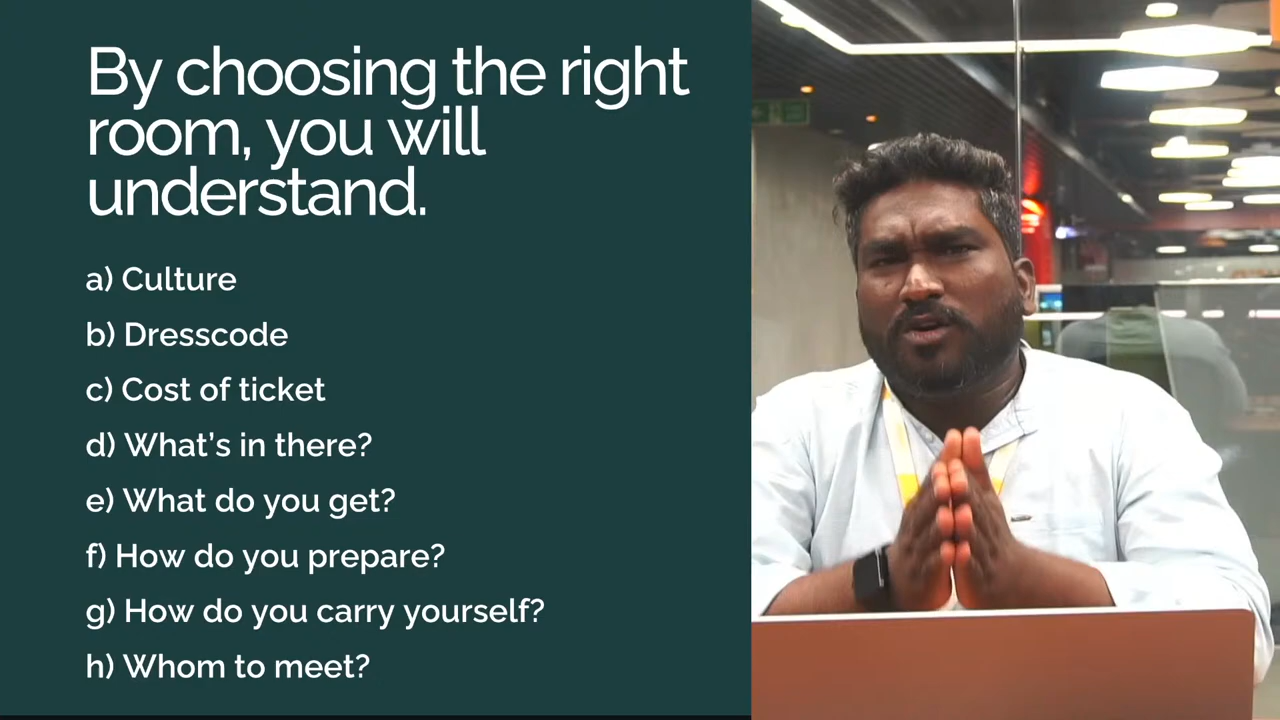 By choosing the right
room, you will
understand.
a) Culture
b) Dresscode
c) Cost of ticket
d) What's in there?
e) What do you get?
f) How do you prepare?
g) How do you carry yourself?
h) Whom to meet?